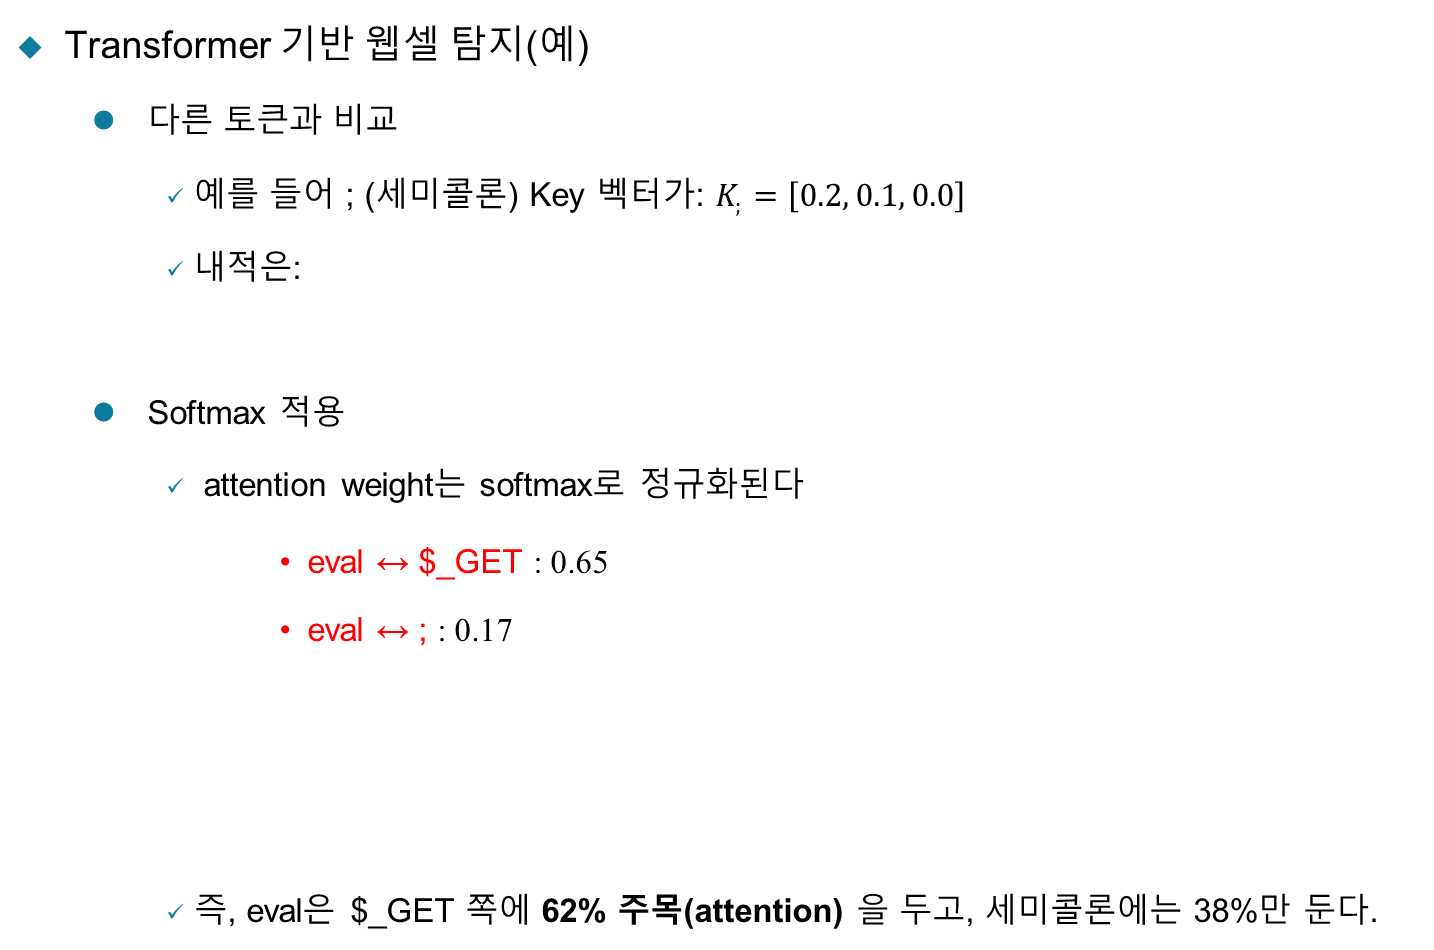 ◆ Transformer 기반 웹셸 탐지(예)
● 다른 토큰과 비교
✓ 예를 들어 ; (세미콜론) Key 벡터가: K; = [0.2, 0.1, 0.0]
✓ 내적은:
● Softmax 적용
✓ attention weight는 softmax로 정규화된다
• eval ↔ $_GET : 0.65
• eval ↔ ; : 0.17
✓ 즉, eval은 $_GET 쪽에 62% 주목(attention) 을 두고, 세미콜론에는 38%만 둔다.